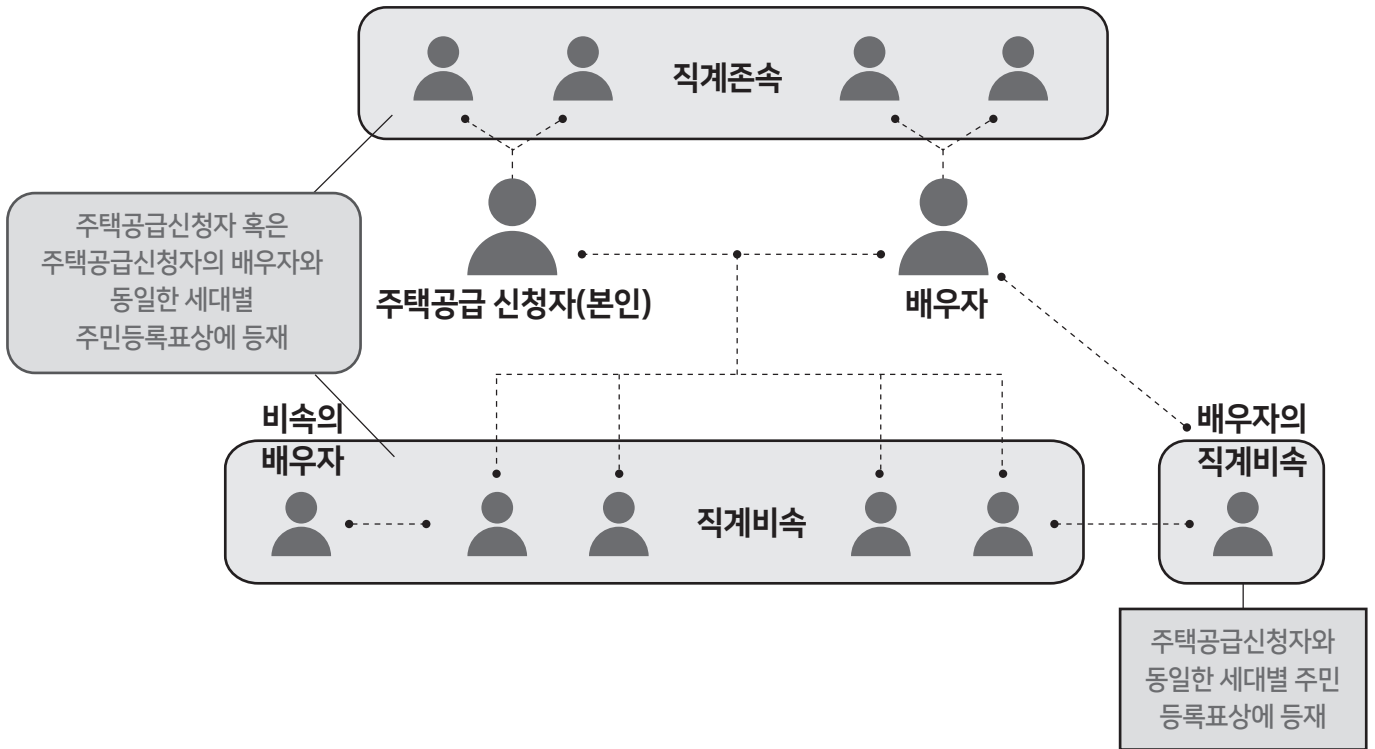 직계존속
주택공급신청자 혹은
주택공급신청자의 배우자와
동일한 세대별
주민등록표상에 등재
주택공급 신청자(본인)
배우자
비속의
배우자
직계비속
배우자의
직계비속
주택공급신청자와
동일한 세대별 주민
등록표상에 등재